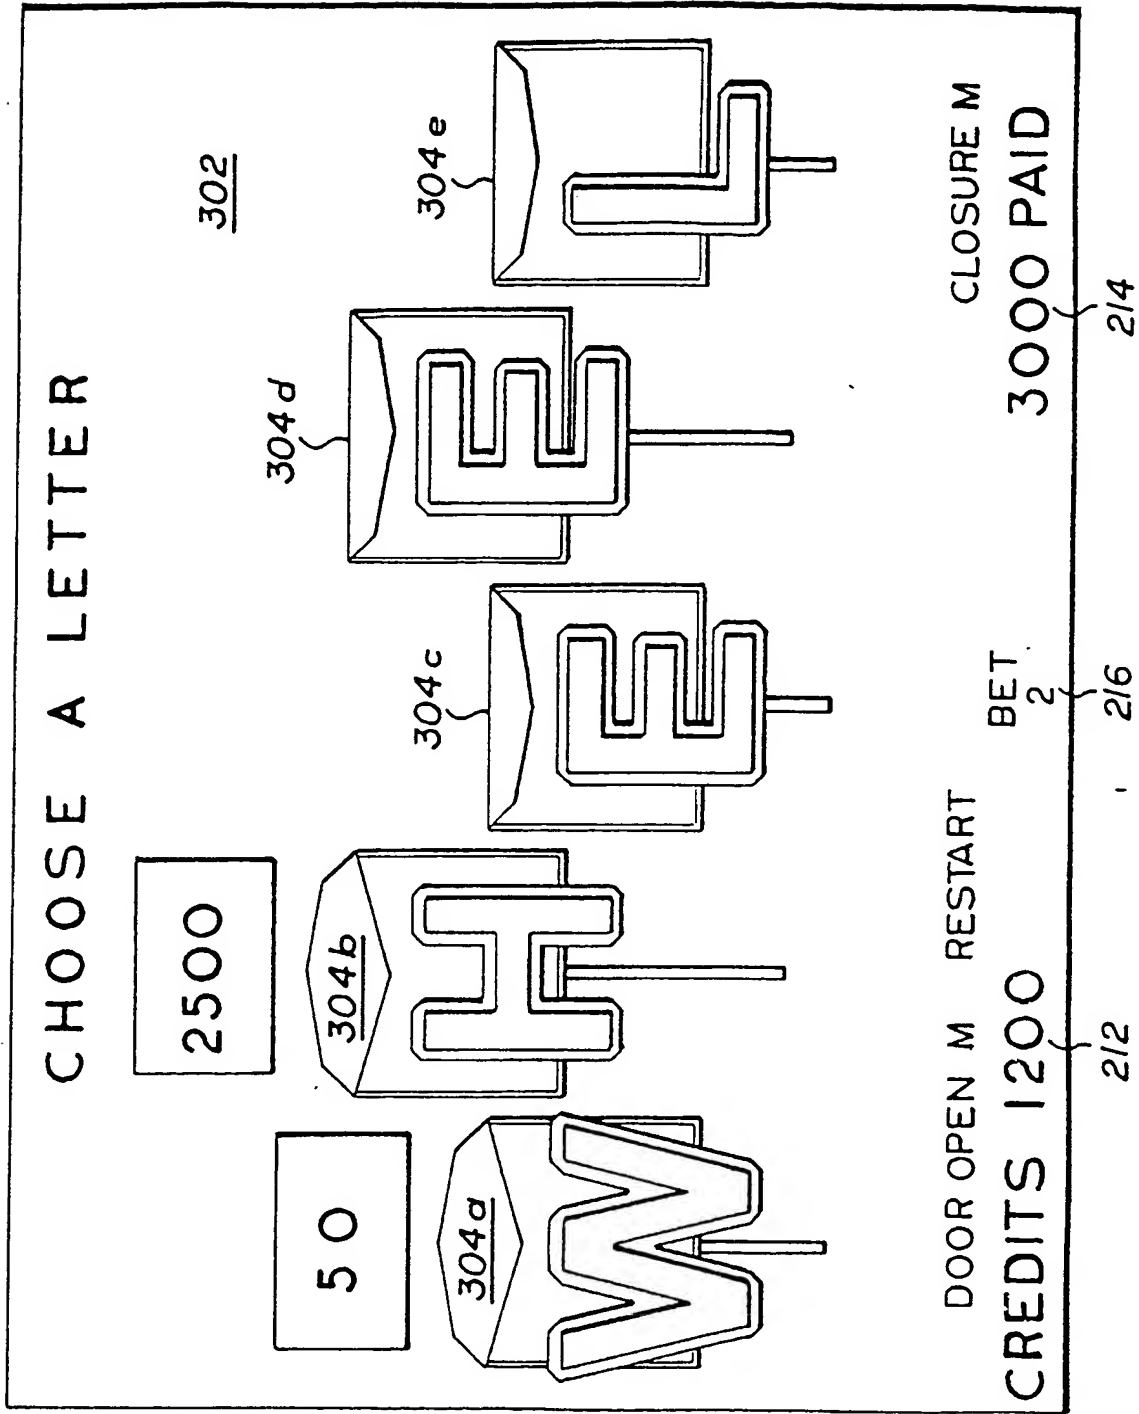 CHOOSE A LETTER
302
2500
50
304d
304b
304c
304e
304a
W H E E L
DOOR OPEN M RESTART
CLOSURE M
BET
CREDITS 1200
2
3000 PAID
212
216
214